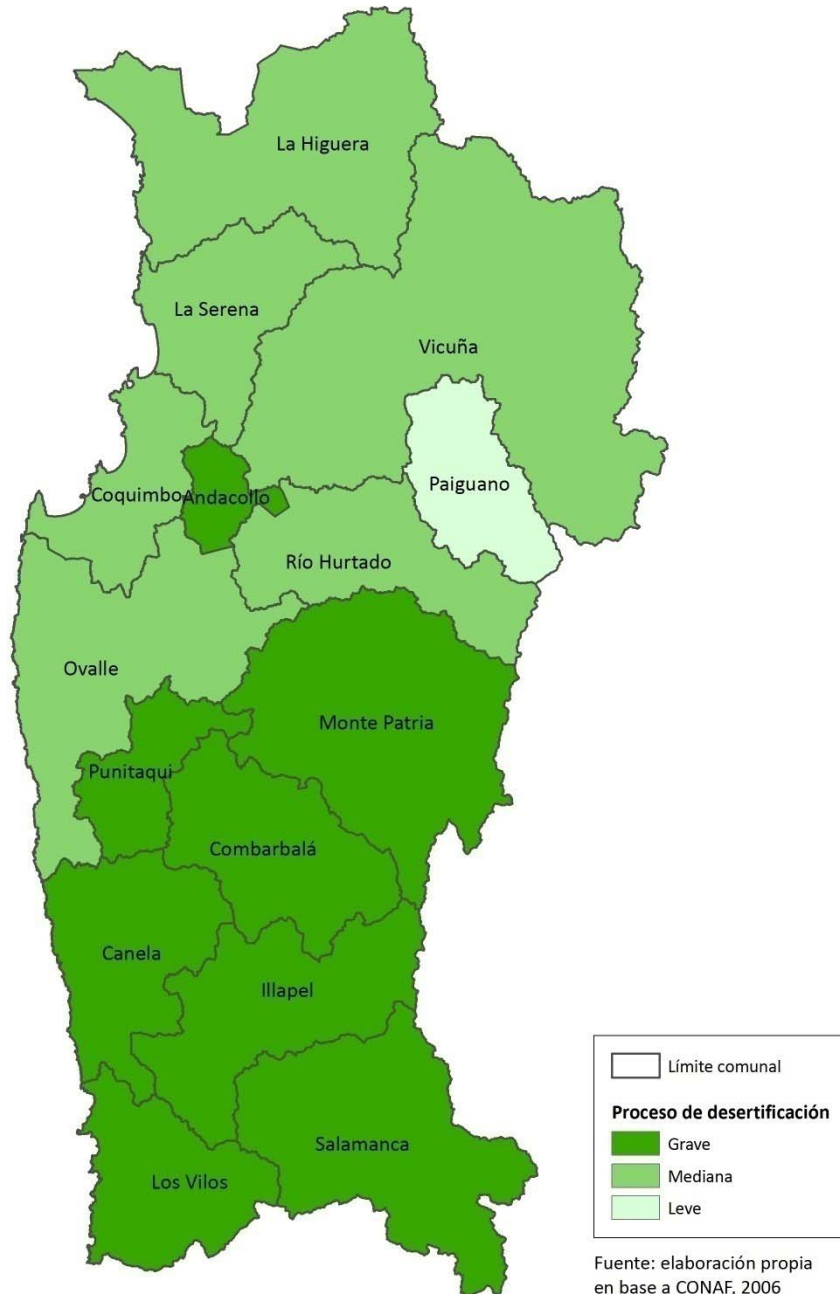 La Higuera
La Serena
Vicuña
Coquimbo
Andacollo
Paiguano
Río Hurtado
Ovalle
Monte Patria
Punitaqui
Combarbalá
Canela
Illapel
Salamanca
Los Vilos
Límite comunal
Proceso de desertificación
Grave
Mediana
Leve
Fuente: elaboración propia
en base a CONAF, 2006